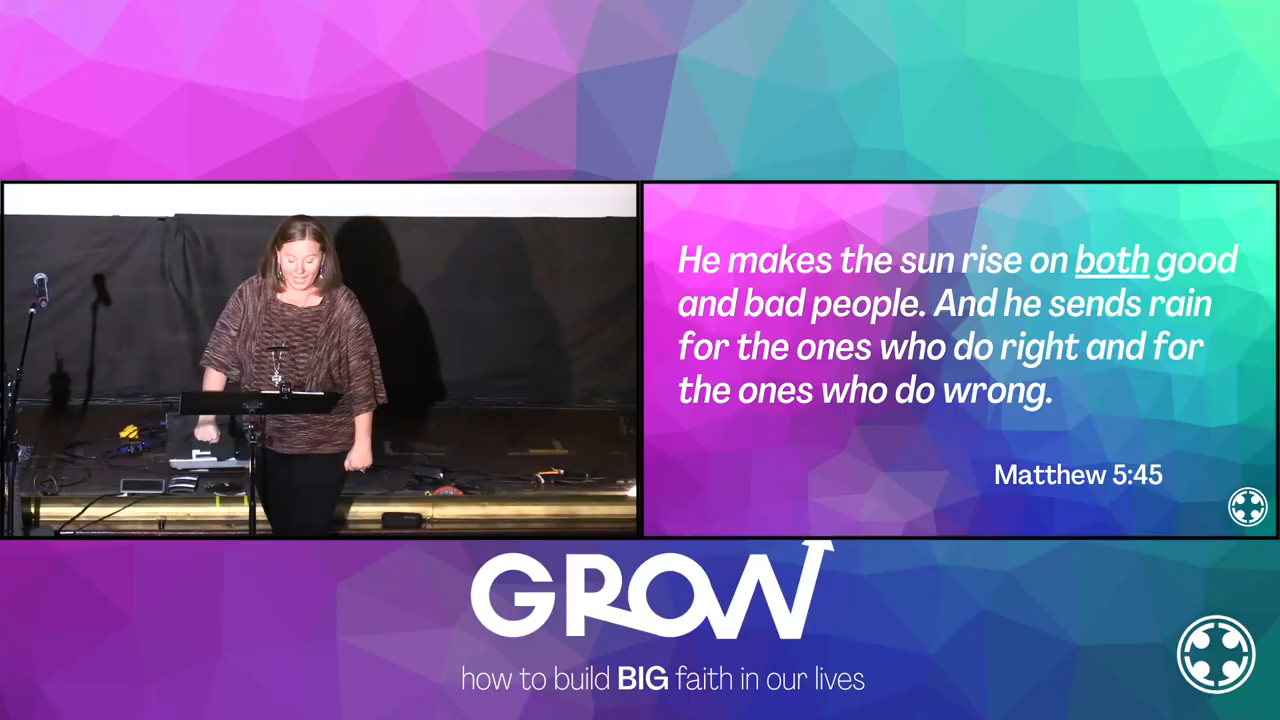 He makes the sun rise on both good
and bad people. And he sends rain
for the ones who do right and for
the ones who do wrong.
Matthew 5:45
GROW
how to build BIG faith in our lives